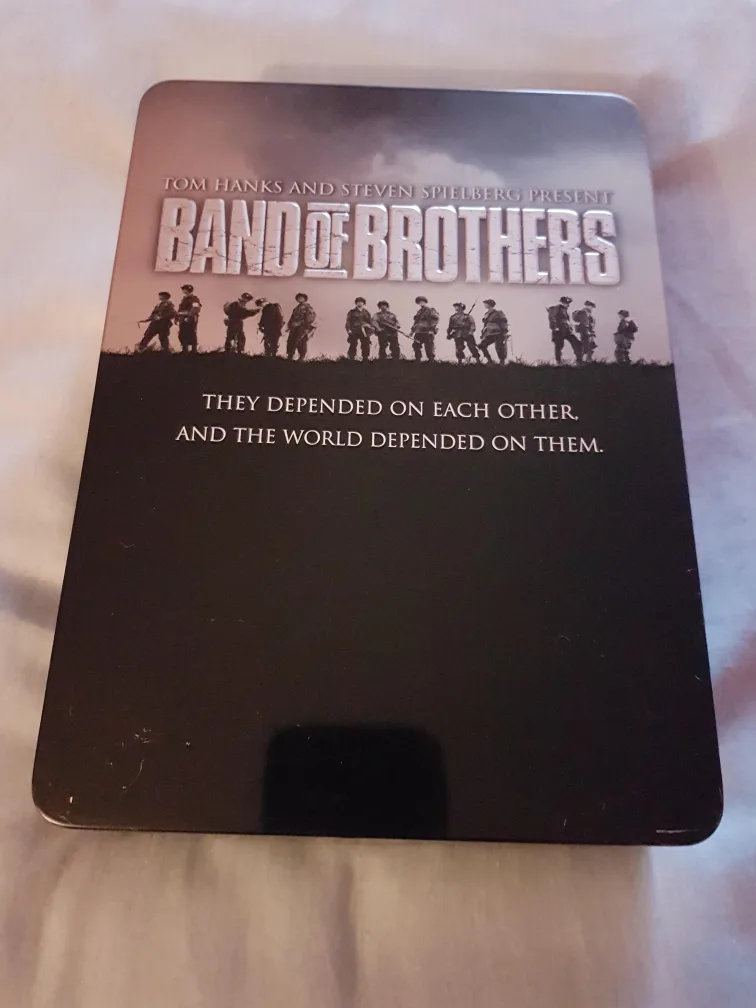 TOM HANKS AND STEVEN SPIELBERG PRESENT
BAND OF BROTHERS
THEY DEPENDED ON EACH OTHER,
AND THE WORLD DEPENDED ON THEM.